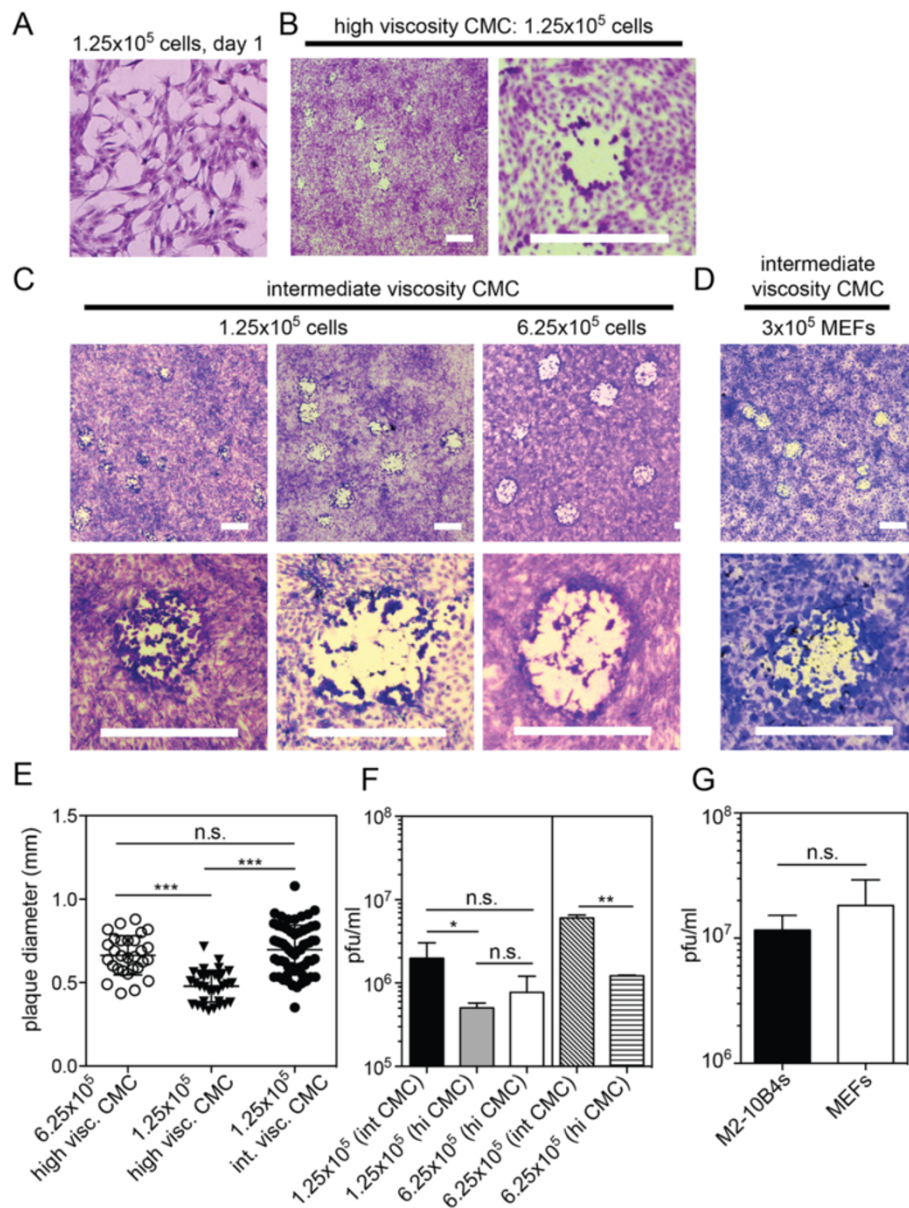 A
1.25x10⁵ cells, day 1
B
high viscosity CMC: 1.25x10⁵ cells
C
intermediate viscosity CMC
1.25x10⁵ cells
6.25x10⁵ cells
D
intermediate
viscosity CMC
3x10⁵ MEFs
E
plaque diameter (mm)
1.5
1.0
0.5
0.0
n.s.
***
***
6.25x10⁵
high visc. CMC
1.25x10⁵
high visc. CMC
1.25x10⁵
int. visc. CMC
F
pfu/ml
10⁸
10⁷
10⁶
10⁵
n.s.
*
n.s.
**
1.25x10⁵ (int CMC)
1.25x10⁵ (hi CMC)
6.25x10⁵ (hi CMC)
6.25x10⁵ (int CMC)
6.25x10⁵ (hi CMC)
G
pfu/ml
10⁸
10⁷
10⁶
n.s.
M2-10B4s
MEFs